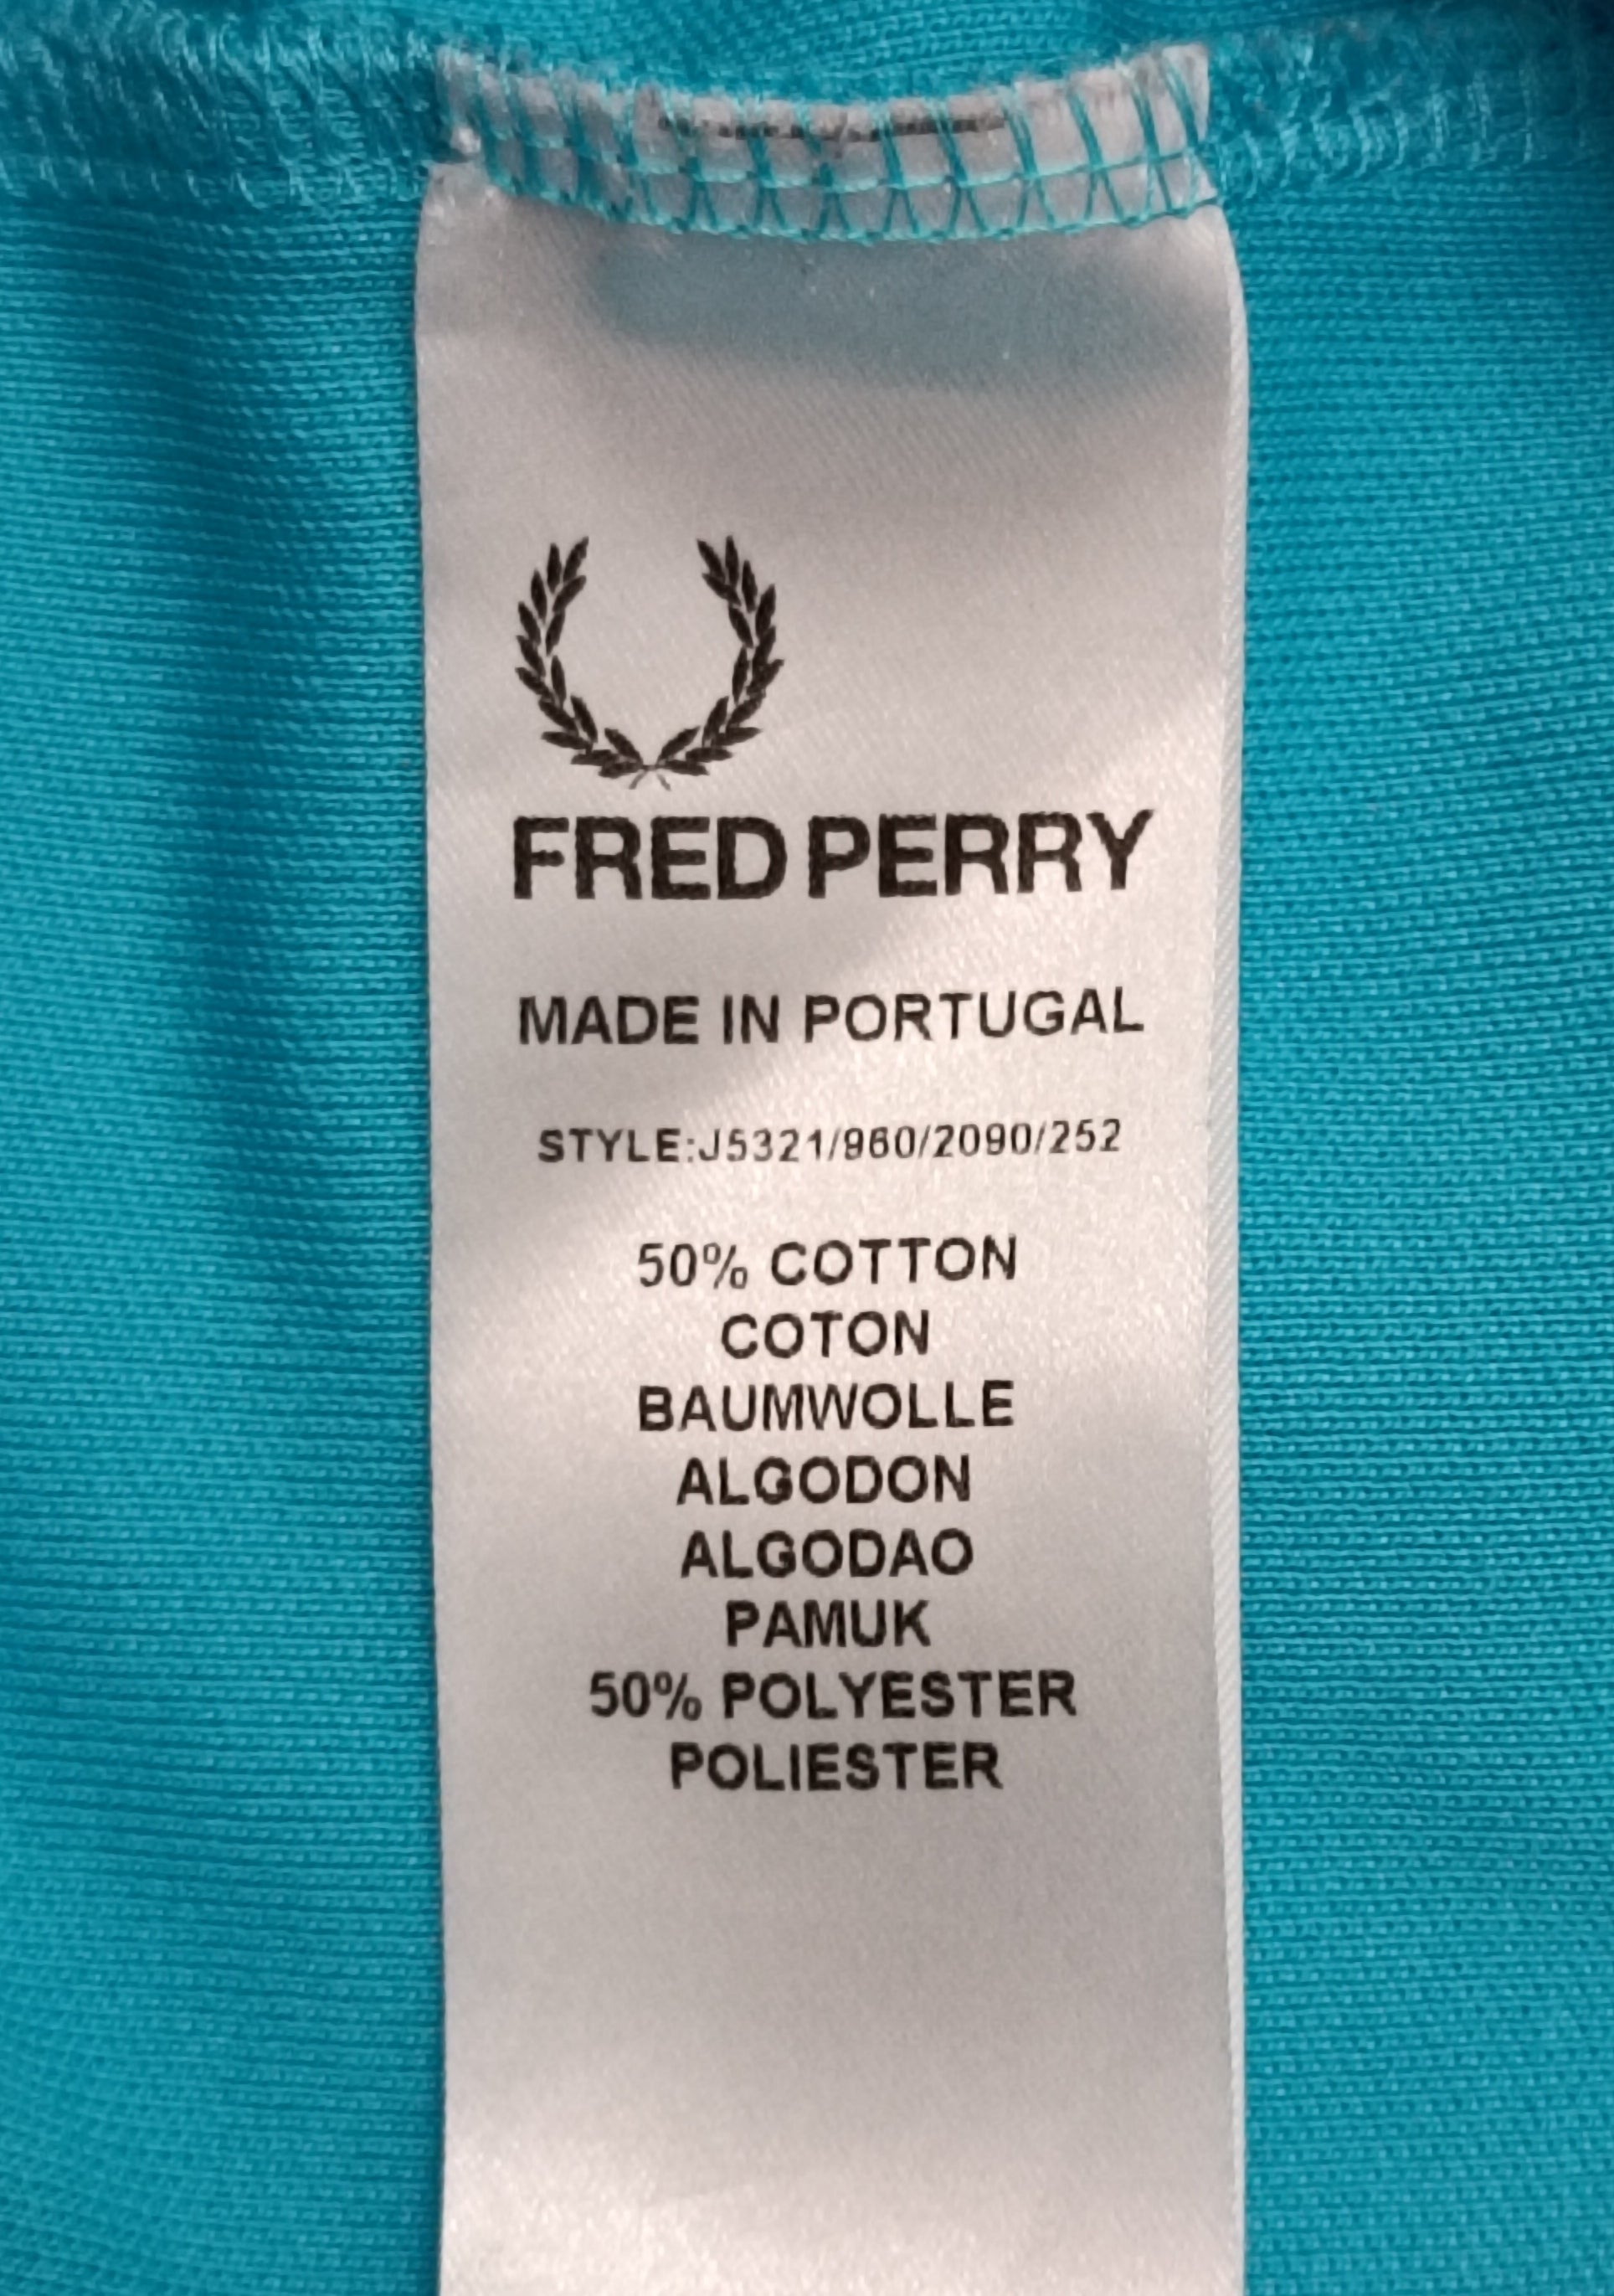 FRED PERRY
MADE IN PORTUGAL
STYLE:J5321/960/2090/252
50% COTTON
COTON
BAUMWOLLE
ALGODON
ALGODAO
PAMUK
50% POLYESTER
POLIESTER